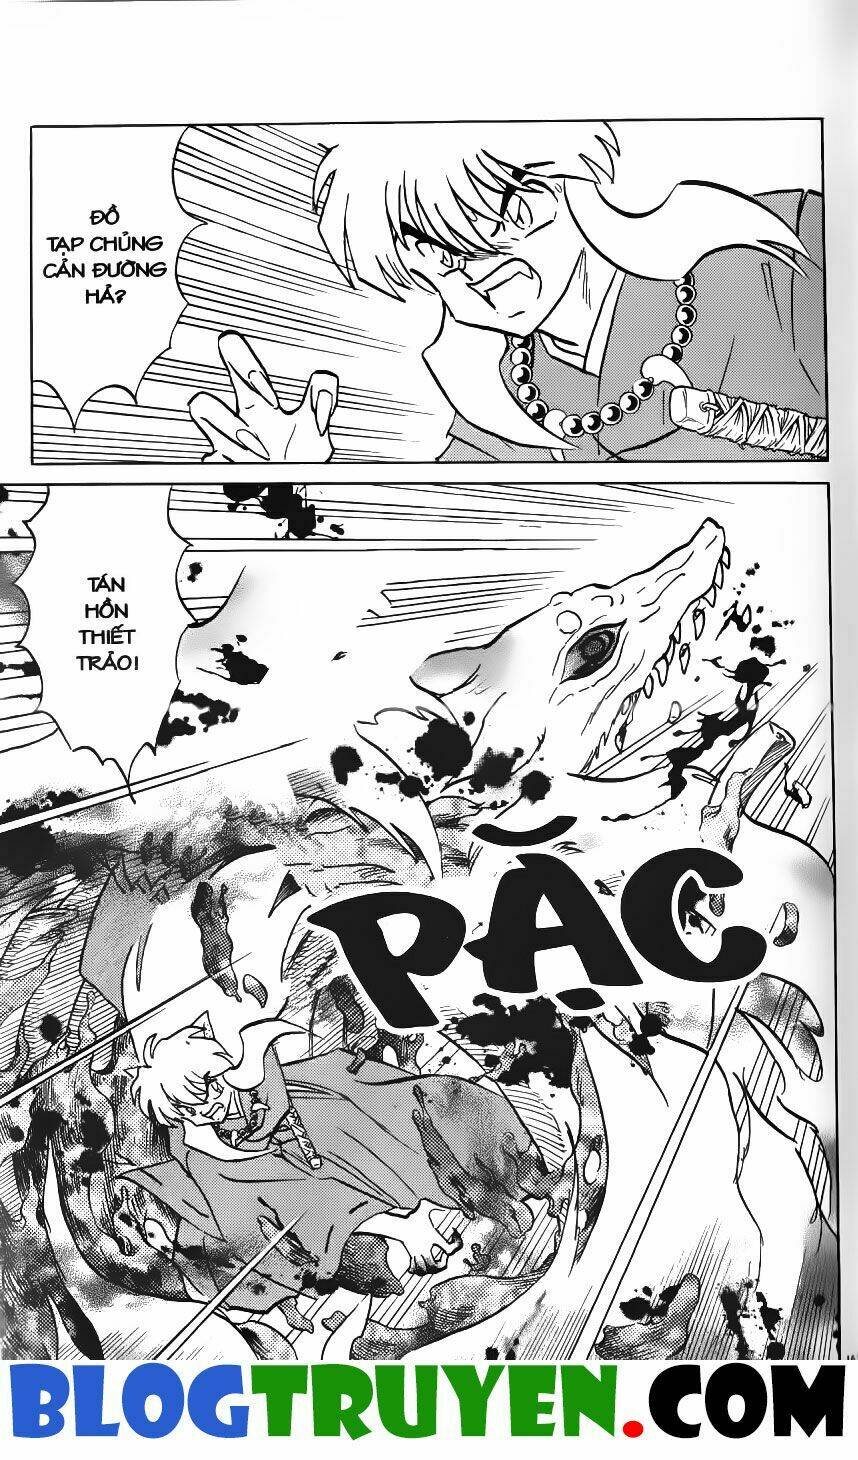 ĐỒ
TẠP CHỦNG
CẢN ĐƯỜNG
HẢ?
TÁN
HỒN
THIẾT
TRẢO!
PẶC
BLOGTRUYEN.COM